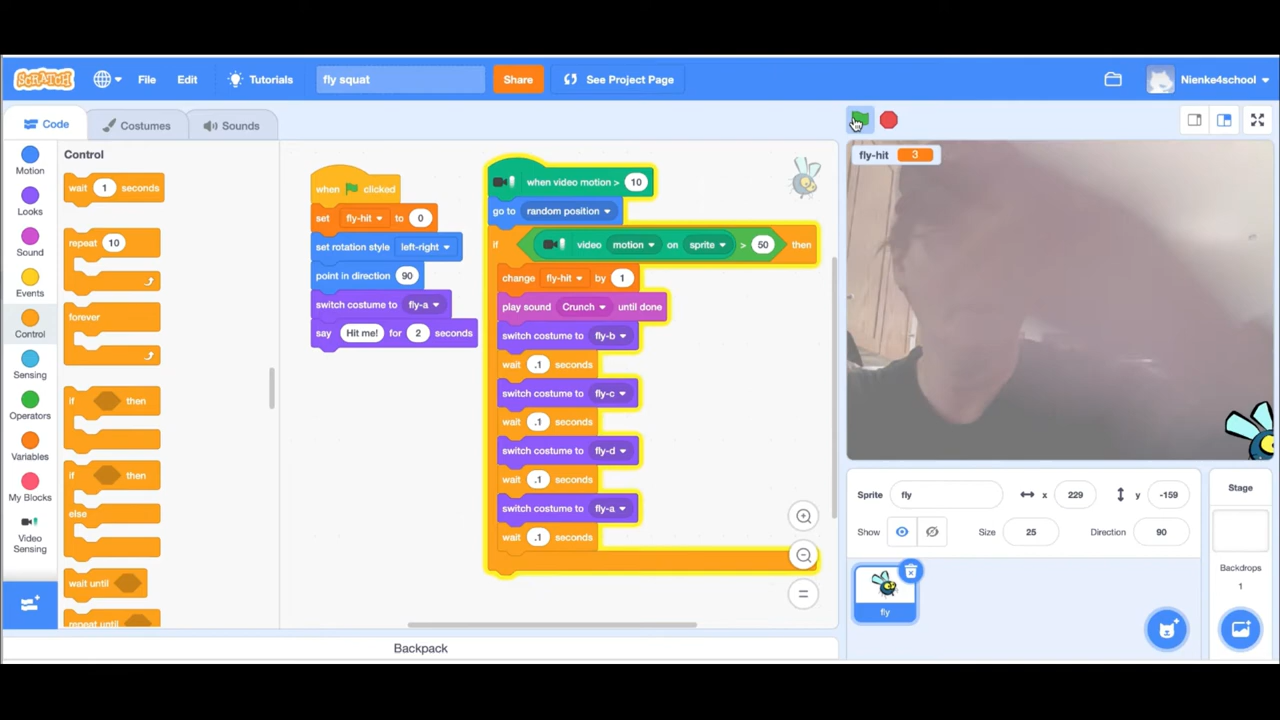 SCRATCH File Edit Tutorials fly squat Share See Project Page Nienke4school
Code Costumes Sounds
Motion
Looks
Sound
Events
Control
Sensing
Operators
Variables
My Blocks
Video
Sensing
Control
wait 1 seconds
repeat 10
forever
if then
if then
else
wait until
repeat until
when clicked
set fly-hit to 0
set rotation style left-right
point in direction 90
switch costume to fly-a
say Hit me! for 2 seconds
when video motion > 10
go to random position
if video motion on sprite > 50 then
change fly-hit by 1
play sound Crunch until done
switch costume to fly-b
wait .1 seconds
switch costume to fly-c
wait .1 seconds
switch costume to fly-d
wait .1 seconds
switch costume to fly-a
wait .1 seconds
Backpack
fly-hit 3
Sprite fly x 229 y -159
Show Size 25 Direction 90
fly
Stage
Backdrops
1